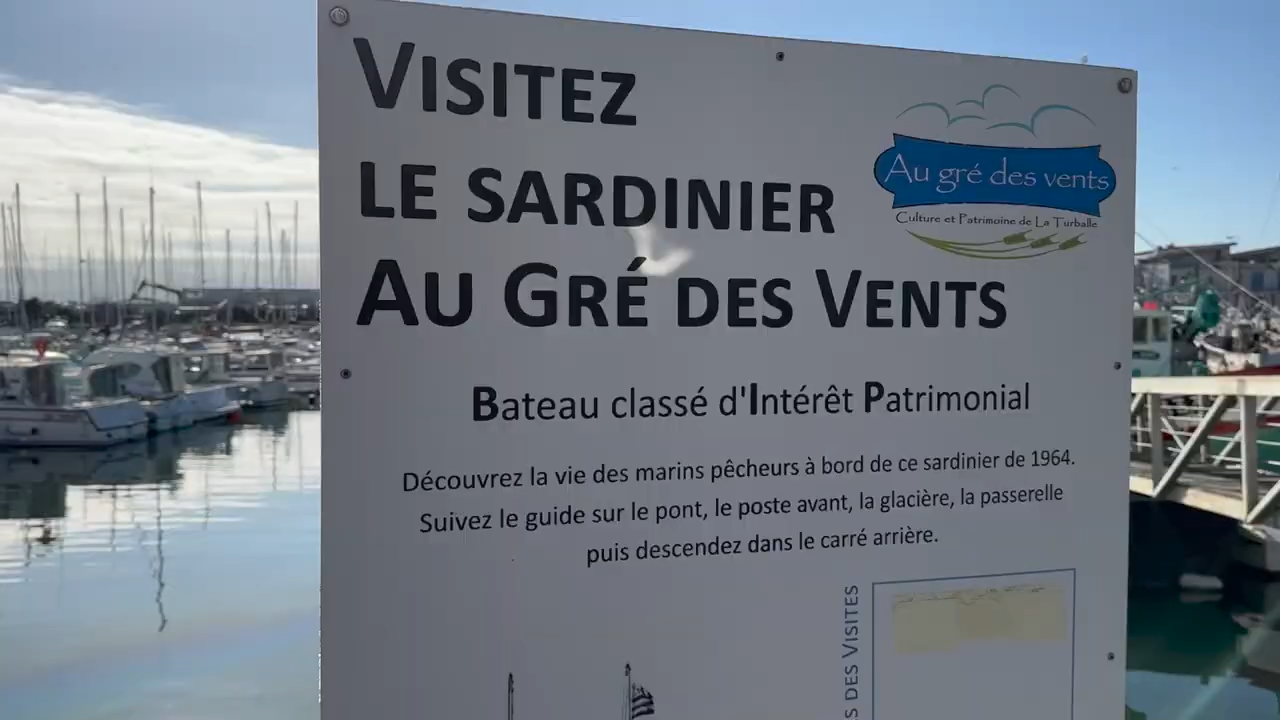 VISITEZ
LE SARDINIER
AU GRÉ DES VENTS
Au gré des vents
Culture et Patrimoine de La Turballe
Bateau classé d'Intérêt Patrimonial
Découvrez la vie des marins pêcheurs à bord de ce sardinier de 1964.
Suivez le guide sur le pont, le poste avant, la glacière, la passerelle
puis descendez dans le carré arrière.
S DES VISITES